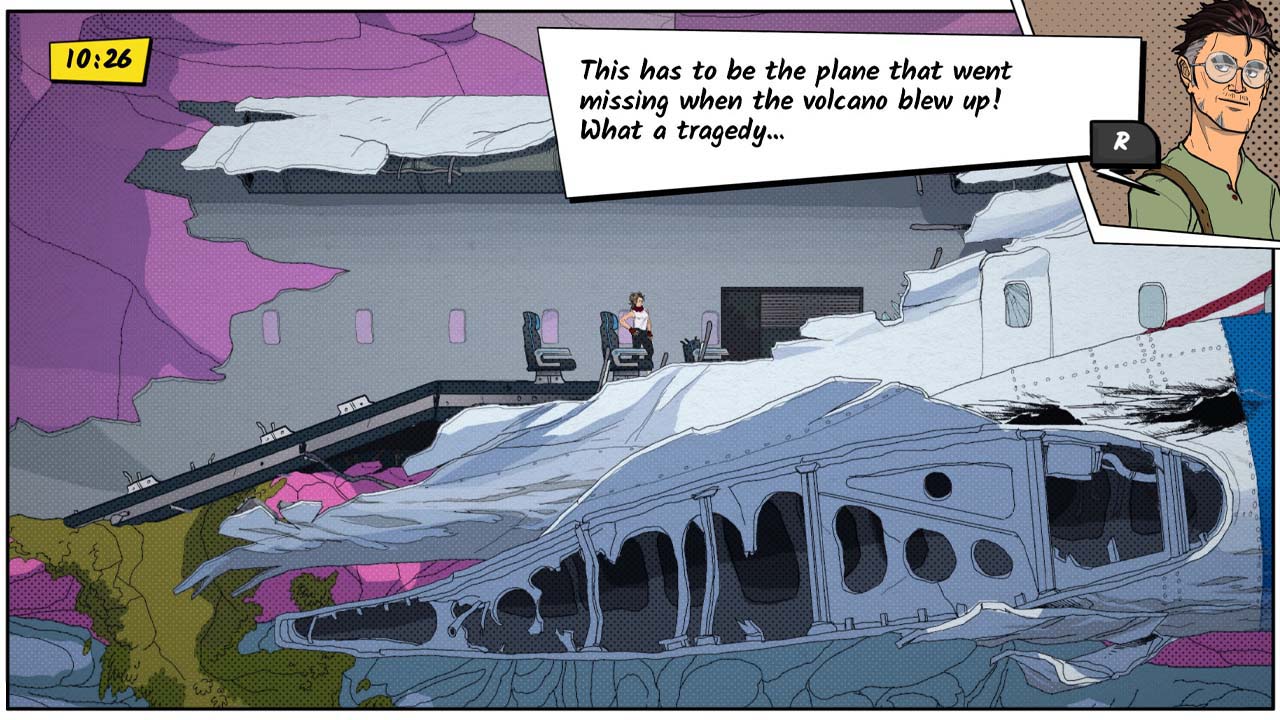 10:26
This has to be the plane that went
missing when the volcano blew up!
What a tragedy...
R